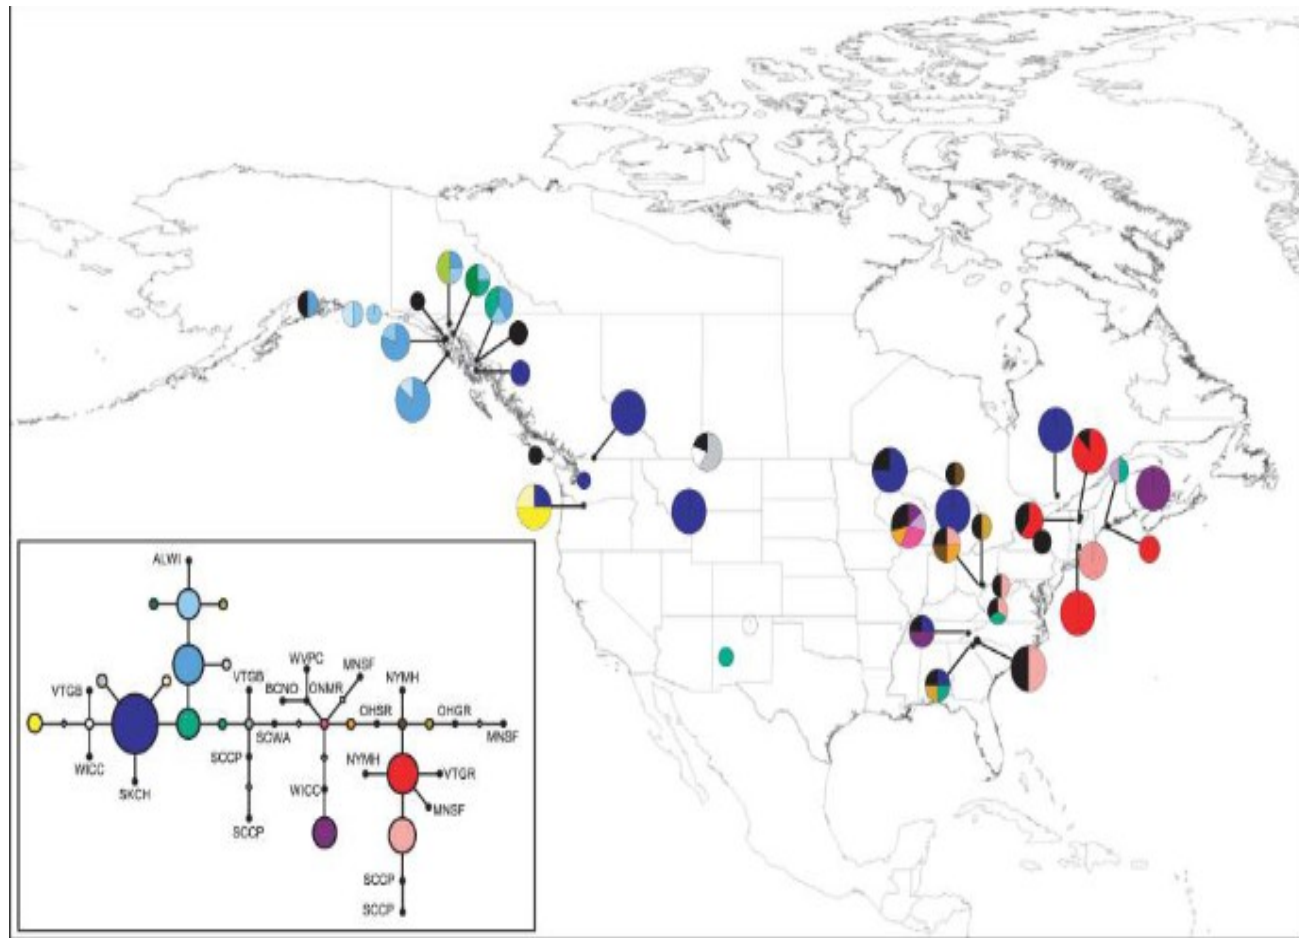 ALWI
VTGB
WICC
SKCH
VTGB
SCCP
SCWA
SCCP
WVPC
BCNO
ONMR
MNSF
WICC
OHSR
NYMH
OHGR
MNSF
NYMH
VTGR
MNSF
SCCP
SCCP